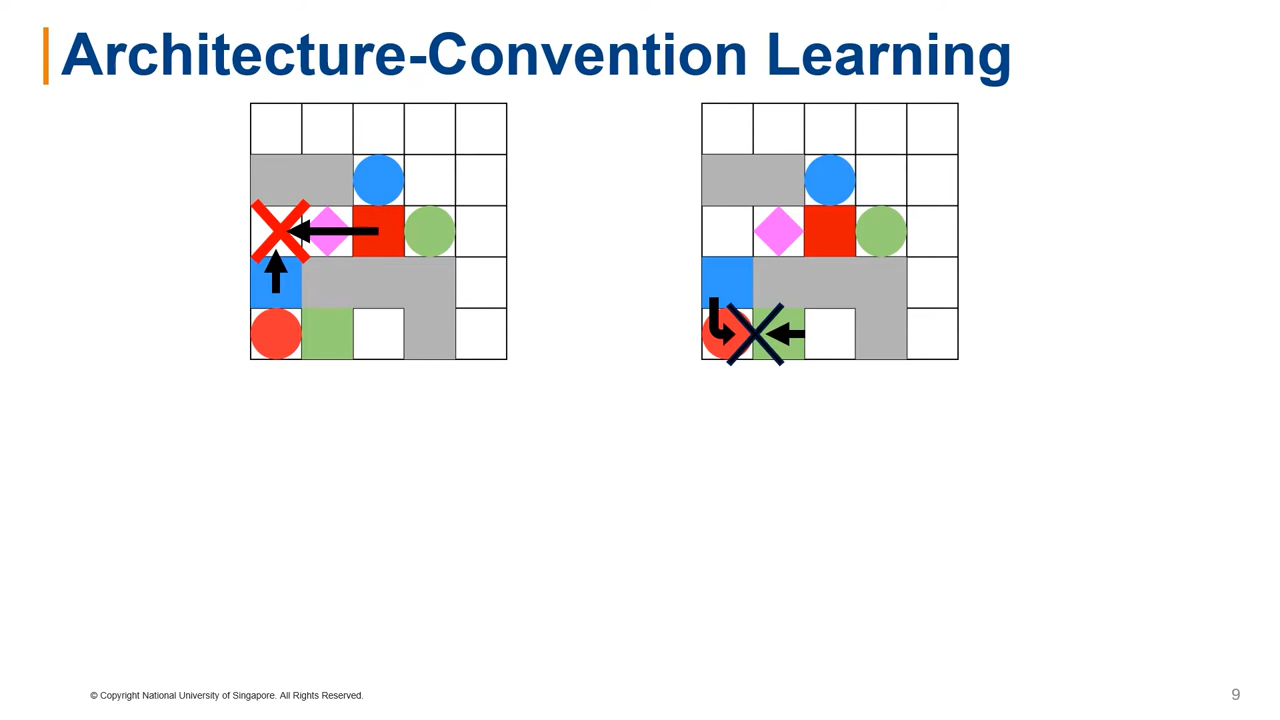 Architecture-Convention Learning
© Copyright National University of Singapore. All Rights Reserved.
9